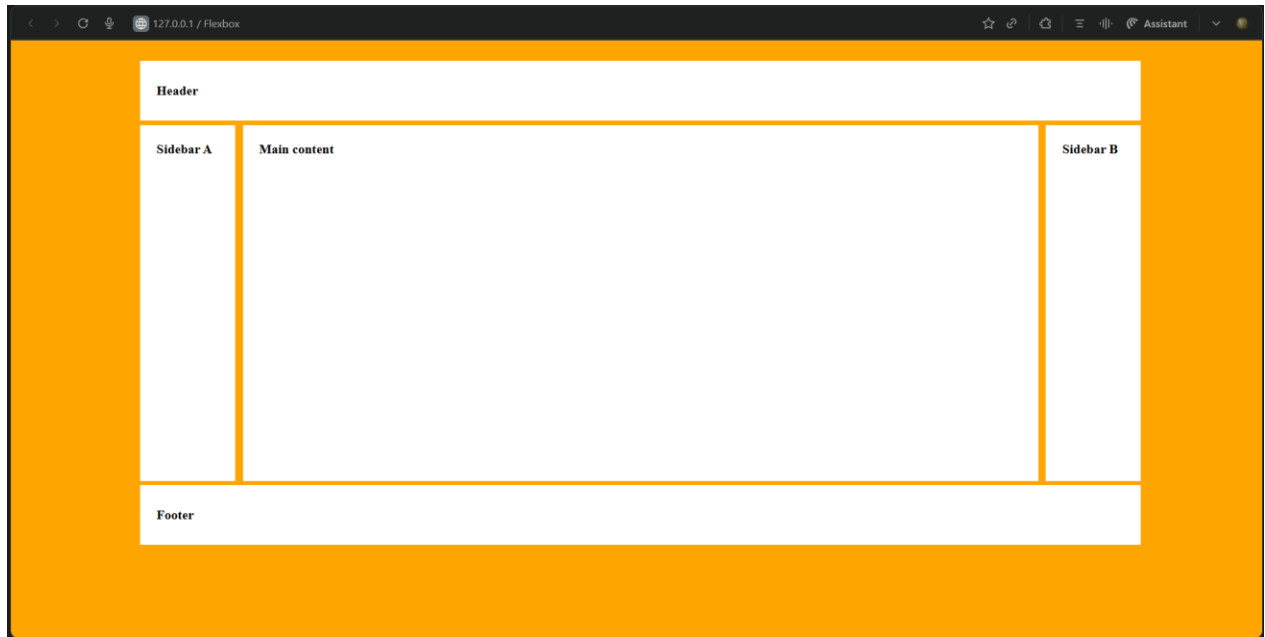 127.0.0.1 / Flexbox
Assistant
Header
Sidebar A
Main content
Sidebar B
Footer